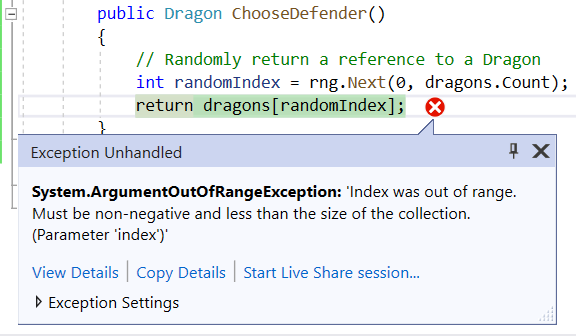 public Dragon ChooseDefender()
{
// Randomly return a reference to a Dragon
int randomIndex = rng.Next(0, dragons.Count);
return dragons[randomIndex];
}
Exception Unhandled
System.ArgumentOutOfRangeException: 'Index was out of range.
Must be non-negative and less than the size of the collection.
(Parameter 'index')'
View Details | Copy Details | Start Live Share session...
Exception Settings